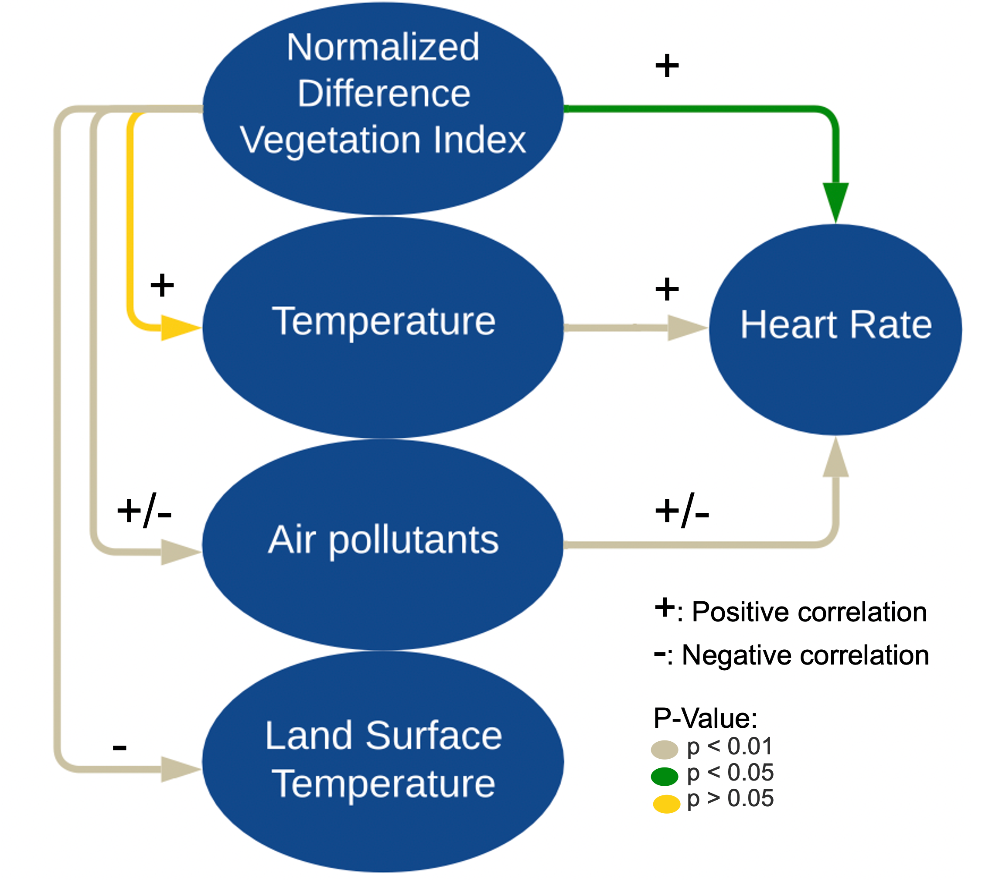 Normalized
Difference
Vegetation Index
+
+
Temperature
+
Heart Rate
+/-
Air pollutants
+/-
+: Positive correlation
-: Negative correlation
-
Land Surface
Temperature
P-Value:
p < 0.01
p < 0.05
p > 0.05